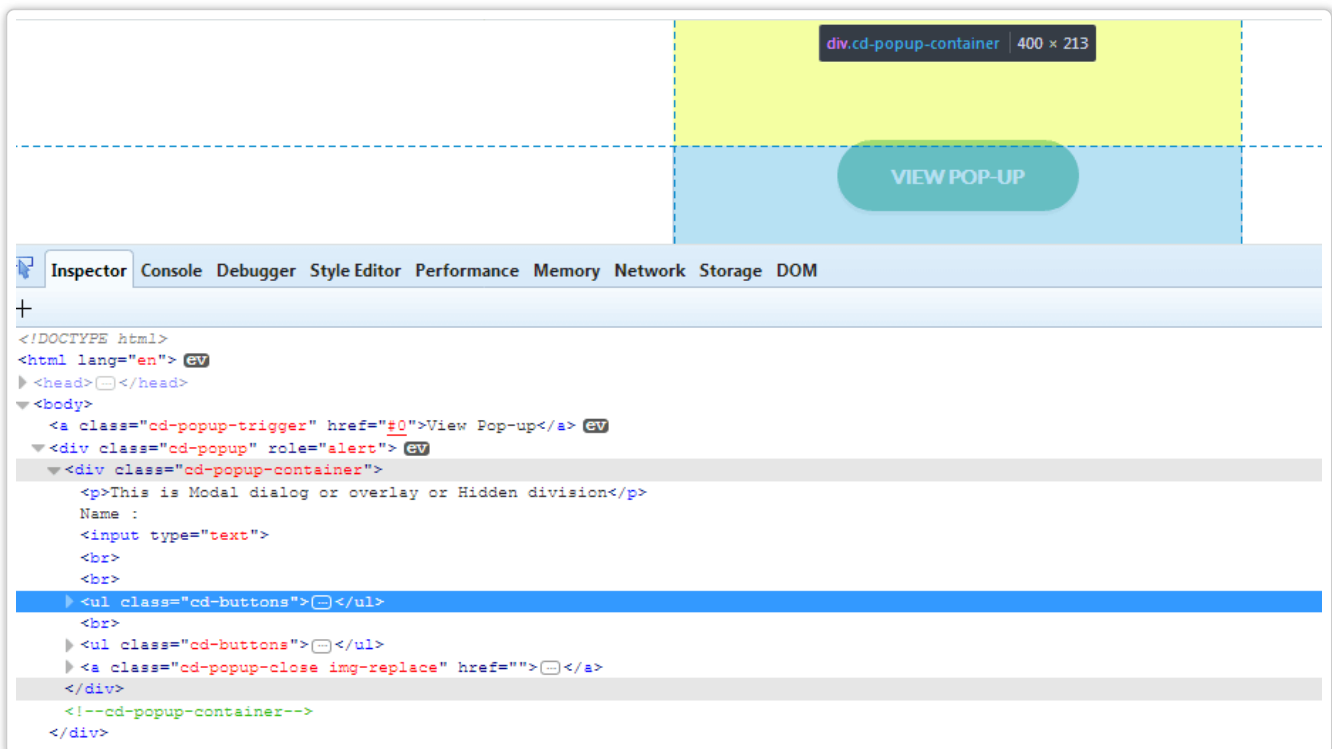 div.cd-popup-container 400 × 213
VIEW POP-UP
Inspector Console Debugger Style Editor Performance Memory Network Storage DOM
+
<!DOCTYPE html>
<html lang="en"> ev
<head>…</head>
<body>
<a class="cd-popup-trigger" href="#0">View Pop-up</a> ev
<div class="cd-popup" role="alert"> ev
<div class="cd-popup-container">
<p>This is Modal dialog or overlay or Hidden division</p>
Name :
<input type="text">
<br>
<br>
<ul class="cd-buttons">…</ul>
<br>
<ul class="cd-buttons">…</ul>
<a class="cd-popup-close img-replace" href="">…</a>
</div>
<!--cd-popup-container-->
</div>